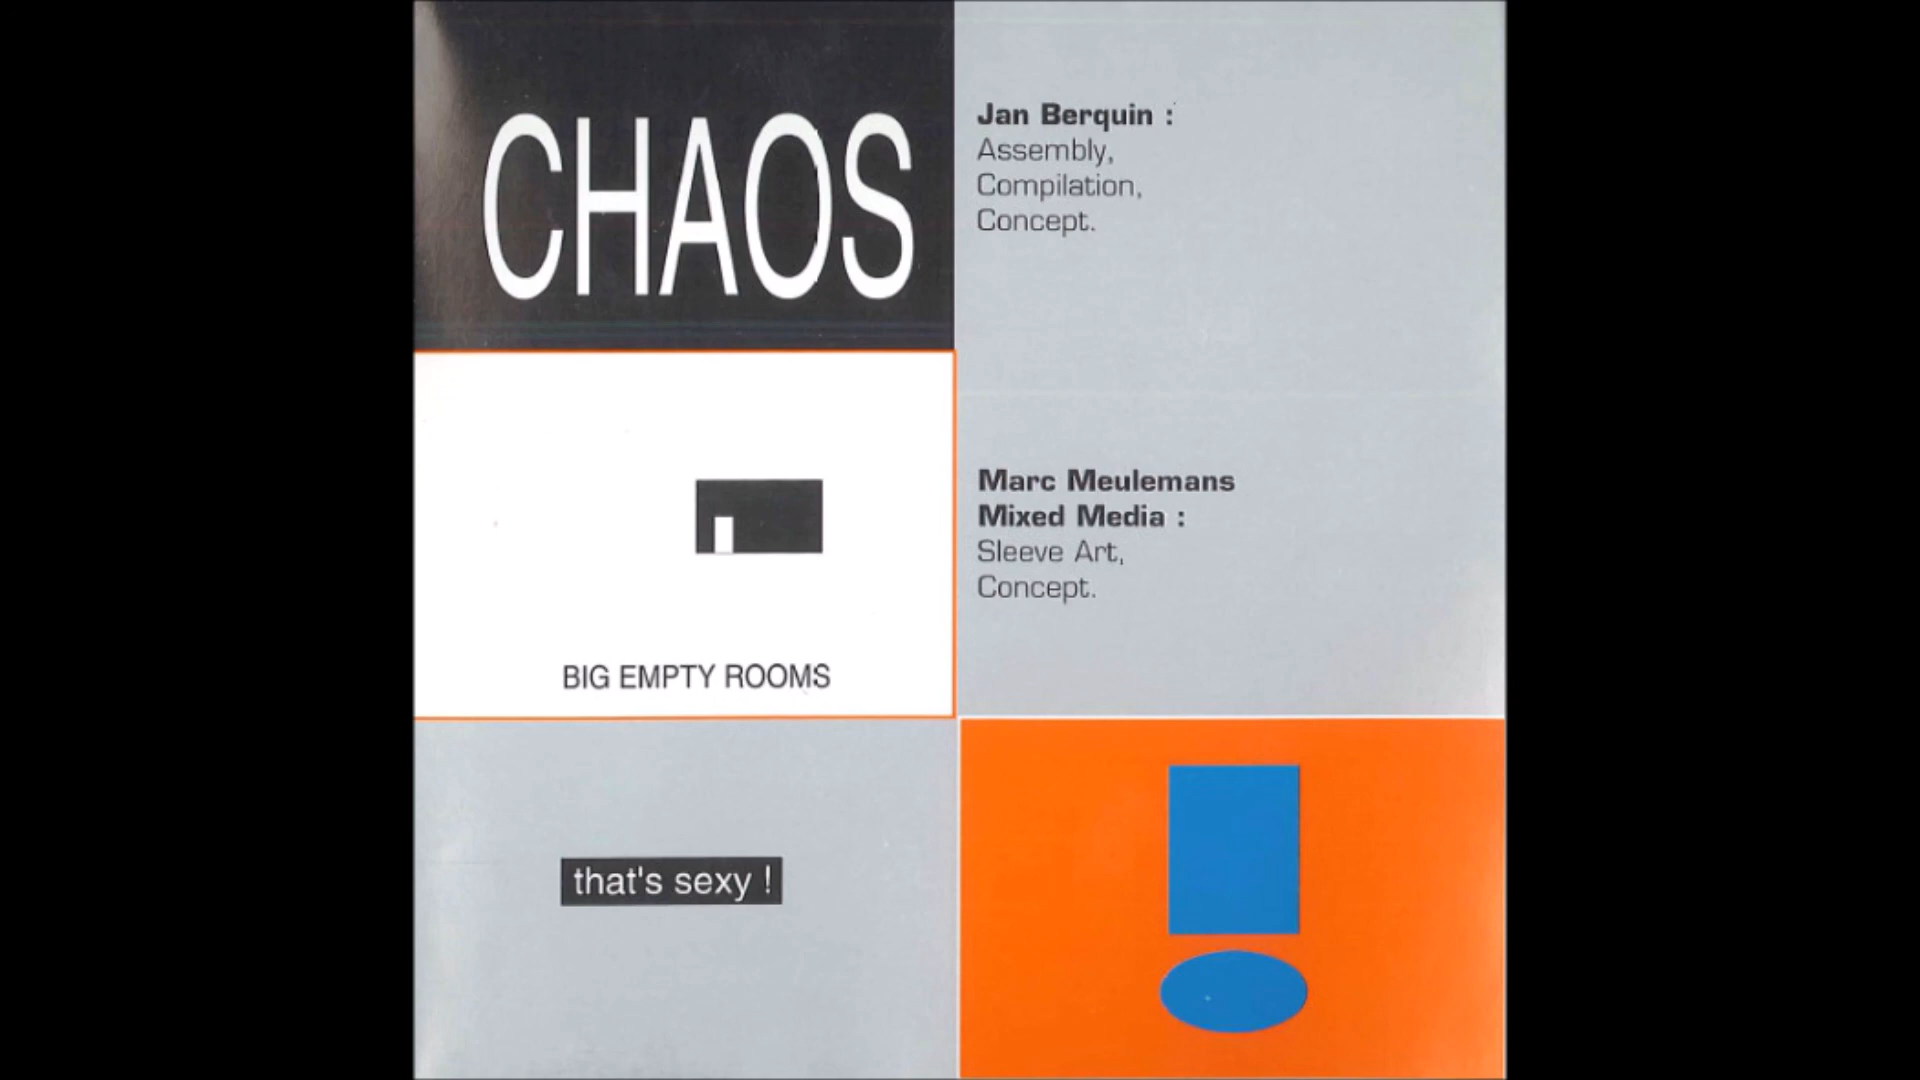 CHAOS
Jan Berquin :
Assembly,
Compilation,
Concept.
BIG EMPTY ROOMS
Marc Meulemans
Mixed Media :
Sleeve Art,
Concept.
that's sexy !
!